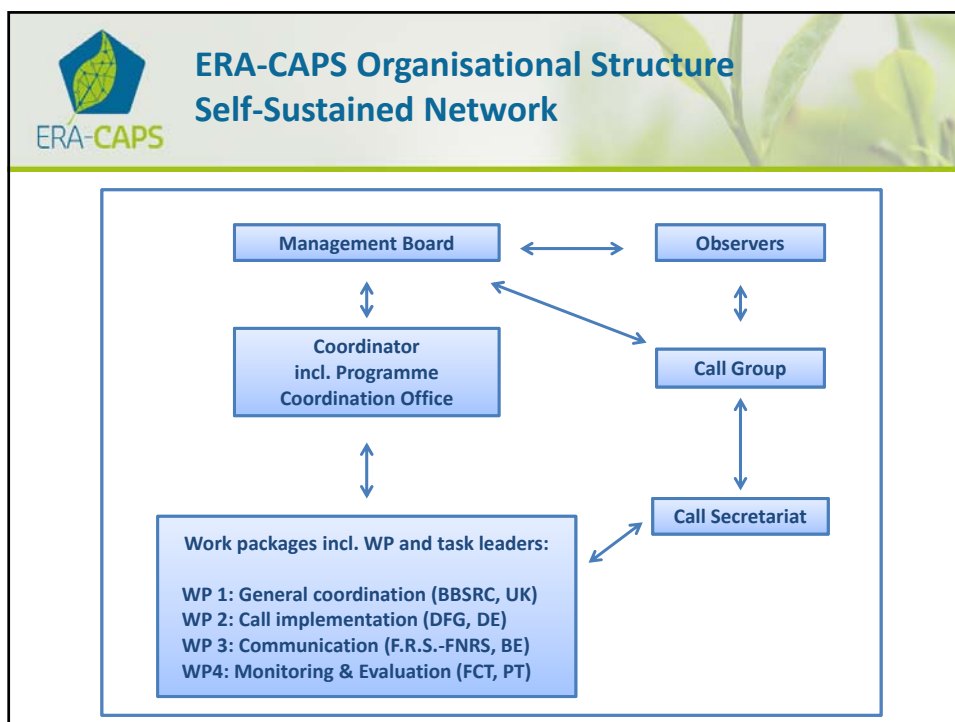 ERA-CAPS Organisational Structure
Self-Sustained Network
ERA-CAPS
Management Board
Observers
Coordinator
incl. Programme
Coordination Office
Call Group
Call Secretariat
Work packages incl. WP and task leaders:
WP 1: General coordination (BBSRC, UK)
WP 2: Call implementation (DFG, DE)
WP 3: Communication (F.R.S.-FNRS, BE)
WP4: Monitoring & Evaluation (FCT, PT)